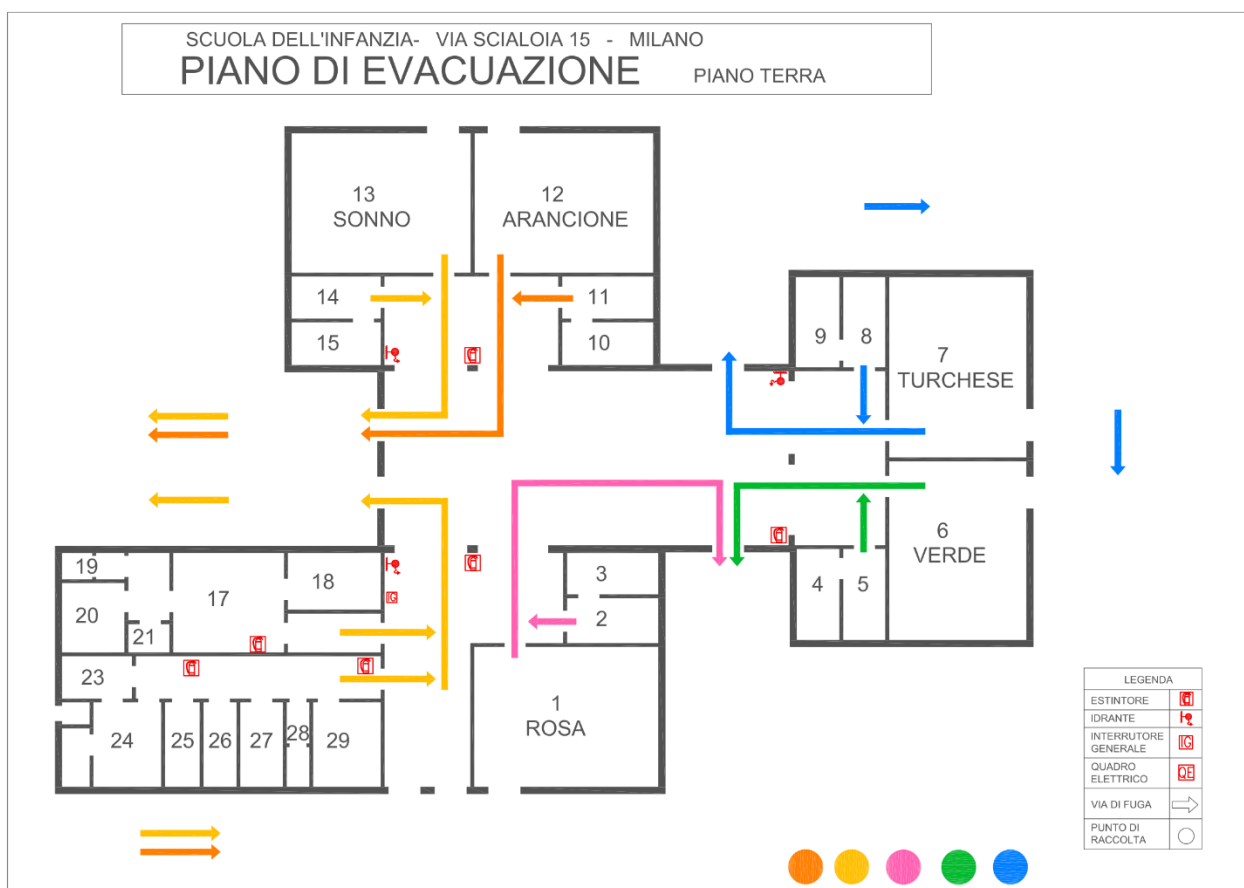 SCUOLA DELL'INFANZIA- VIA SCIALOIA 15 - MILANO
PIANO DI EVACUAZIONE PIANO TERRA
13
SONNO
12
ARANCIONE
14
11
15
10
9
8
7
TURCHESE
6
VERDE
4
5
3
2
1
ROSA
19
20
21
17
18
23
24
25
26
27
28
29
IG
LEGENDA
ESTINTORE
IDRANTE
INTERRUTORE
GENERALE
IG
QUADRO
ELETTRICO
QE
VIA DI FUGA
PUNTO DI
RACCOLTA